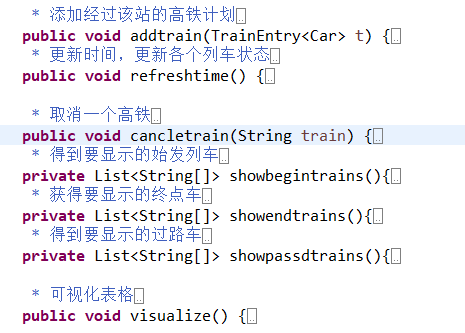 * 添加经过该站的高铁计划
public void addtrain(TrainEntry<Car> t) {
* 更新时间，更新各个列车状态
public void refreshtime() {
* 取消一个高铁
public void cancletrain(String train) {
* 得到要显示的始发列车
private List<String[]> showbegintrains(){
* 获得要显示的终点车
private List<String[]> showendtrains(){
* 得到要显示的过路车
private List<String[]> showpassdtrains(){
* 可视化表格
public void visualize() {